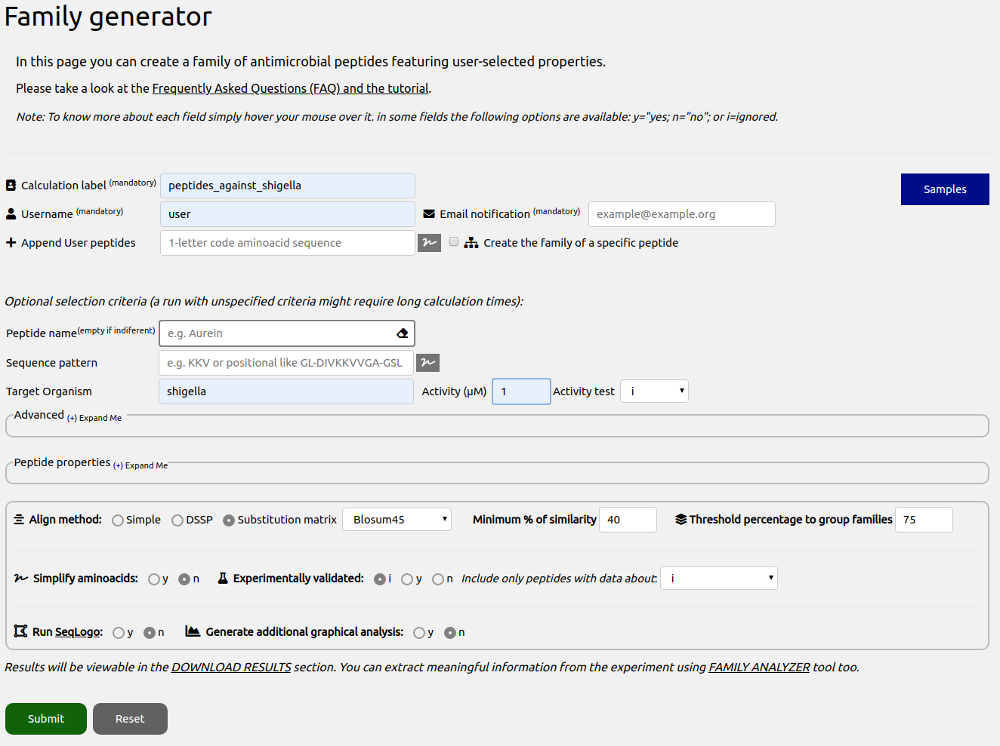 Family generator
In this page you can create a family of antimicrobial peptides featuring user-selected properties.
Please take a look at the Frequently Asked Questions (FAQ) and the tutorial.
Note: To know more about each field simply hover your mouse over it. in some fields the following options are available: y="yes; n="no"; or i=ignored.
Calculation label (mandatory) peptides_against_shigella Samples
Username (mandatory) user Email notification (mandatory) example@example.org
Append User peptides 1-letter code aminoacid sequence Create the family of a specific peptide
Optional selection criteria (a run with unspecified criteria might require long calculation times):
Peptide name(empty if indiferent) e.g. Aurein
Sequence pattern e.g. KKV or positional like GL-DIVKKVVGA-GSL
Target Organism shigella Activity (μM) 1 Activity test i
Advanced (+) Expand Me
Peptide properties (+) Expand Me
Align method: Simple DSSP Substitution matrix Blosum45 Minimum % of similarity 40 Threshold percentage to group families 75
Simplify aminoacids: y n Experimentally validated: i y n Include only peptides with data about: i
Run SeqLogo: y n Generate additional graphical analysis: y n
Results will be viewable in the DOWNLOAD RESULTS section. You can extract meaningful information from the experiment using FAMILY ANALYZER tool too.
Submit Reset